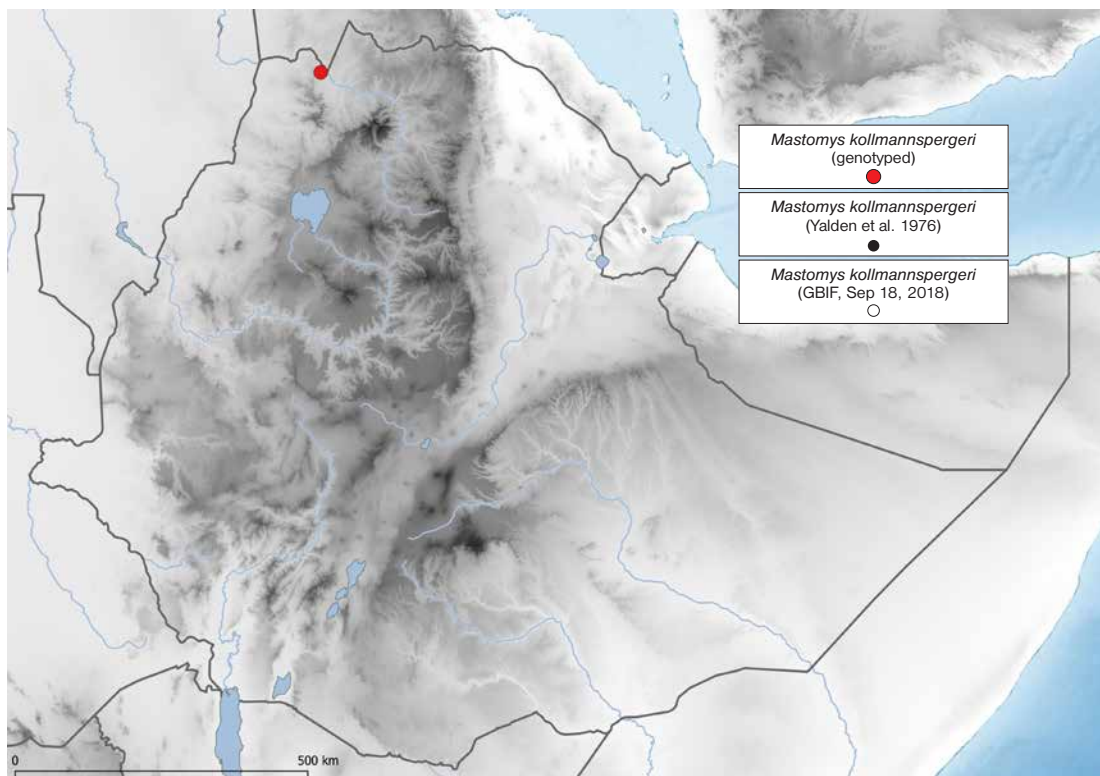 Mastomys kollmannspergeri
(genotyped)
Mastomys kollmannspergeri
(Yalden et al. 1976)
Mastomys kollmannspergeri
(GBIF, Sep 18, 2018)
0 500 km